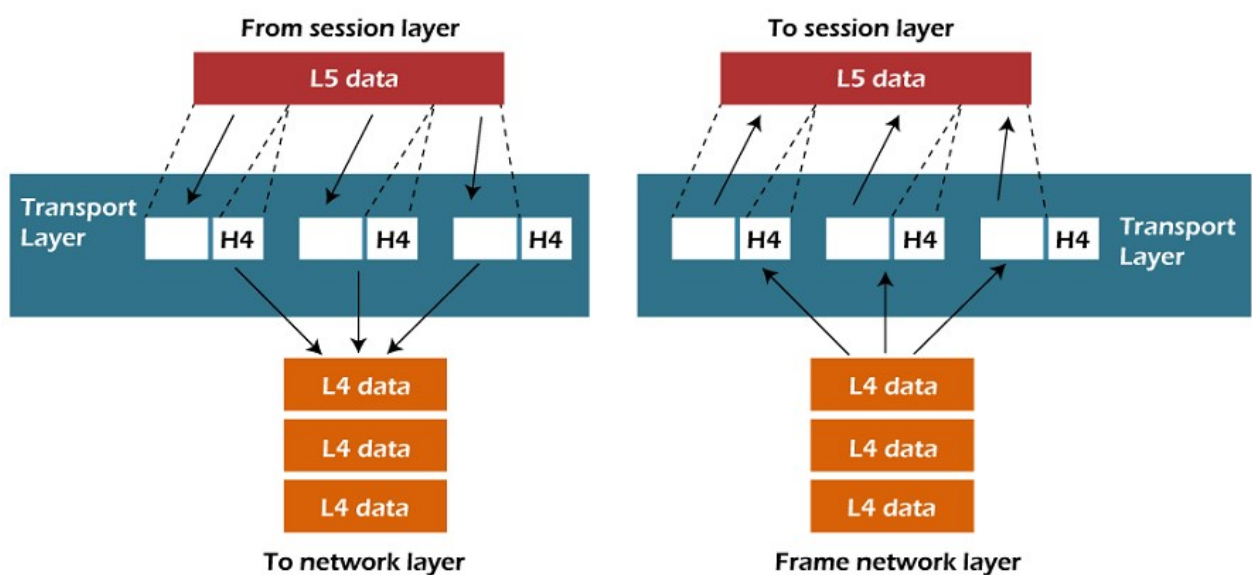 From session layer
L5 data
Transport
Layer
H4
H4
H4
L4 data
L4 data
L4 data
To network layer
To session layer
L5 data
H4
H4
H4
Transport
Layer
L4 data
L4 data
L4 data
Frame network layer